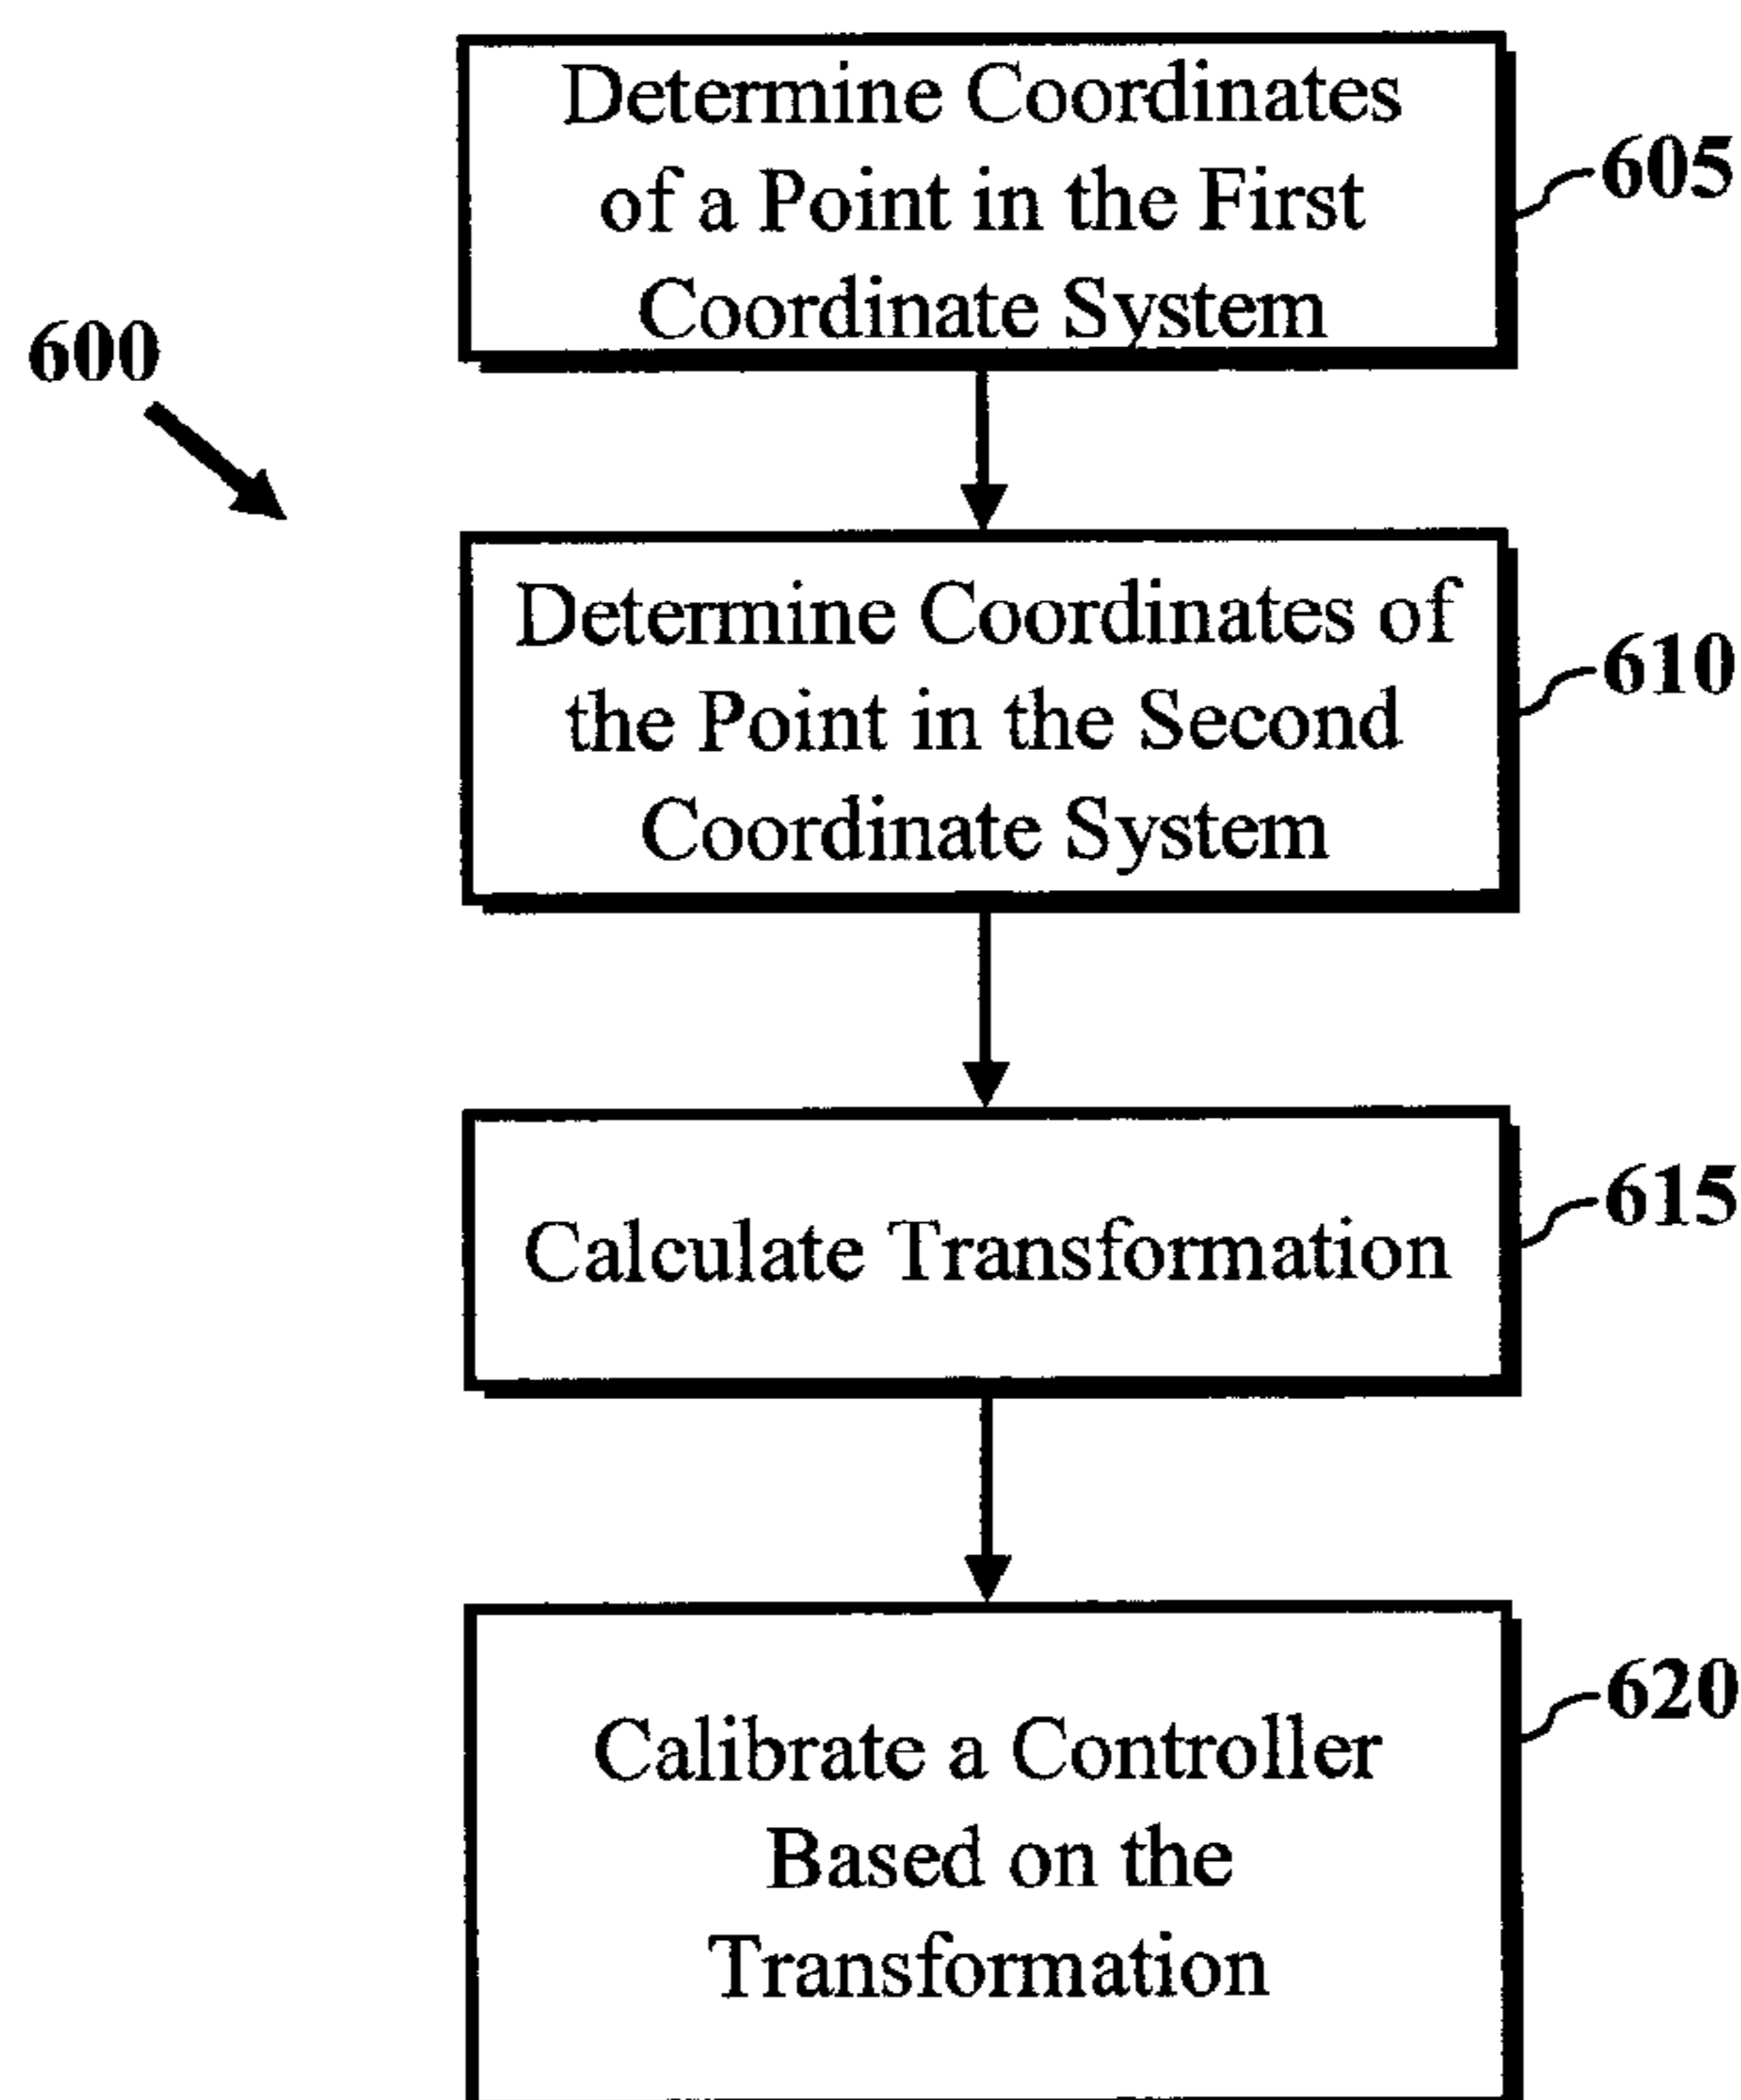 Determine Coordinates
of a Point in the First
Coordinate System
605
600
Determine Coordinates of
the Point in the Second
Coordinate System
610
Calculate Transformation
615
Calibrate a Controller
Based on the
Transformation
620